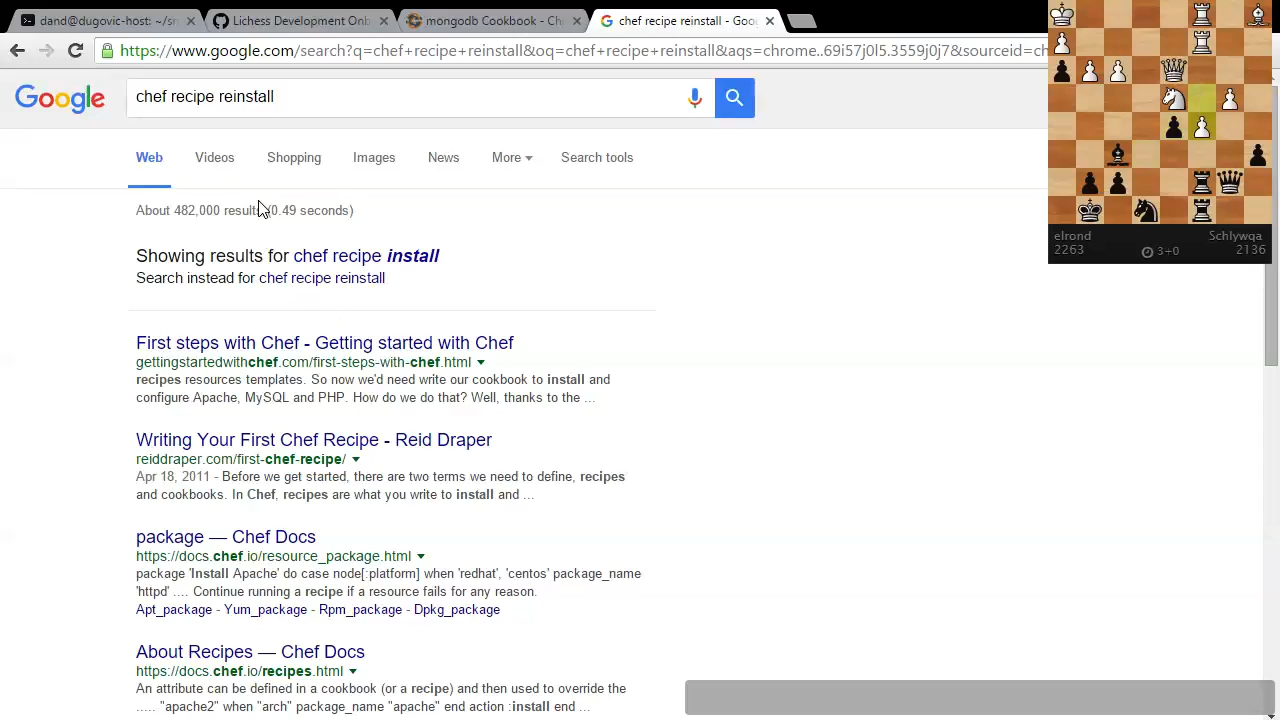 dand@dugovic-host: ~/sr
Lichess Development Onb
mongodb Cookbook - Che
chef recipe reinstall - Goo
https://www.google.com/search?q=chef+recipe+reinstall&oq=chef+recipe+reinstall&aqs=chrome..69i57j0l5.3559j0j7&sourceid=ch
Google
chef recipe reinstall
Web
Videos
Shopping
Images
News
More
Search tools
About 482,000 results (0.49 seconds)
Showing results for chef recipe install
Search instead for chef recipe reinstall
First steps with Chef - Getting started with Chef
gettingstartedwithchef.com/first-steps-with-chef.html
recipes resources templates. So now we'd need write our cookbook to install and
configure Apache, MySQL and PHP. How do we do that? Well, thanks to the ...
Writing Your First Chef Recipe - Reid Draper
reiddraper.com/first-chef-recipe/
Apr 18, 2011 - Before we get started, there are two terms we need to define, recipes
and cookbooks. In Chef, recipes are what you write to install and ...
package — Chef Docs
https://docs.chef.io/resource_package.html
package 'Install Apache' do case node[:platform] when 'redhat', 'centos' package_name
'httpd' .... Continue running a recipe if a resource fails for any reason.
Apt_package - Yum_package - Rpm_package - Dpkg_package
About Recipes — Chef Docs
https://docs.chef.io/recipes.html
An attribute can be defined in a cookbook (or a recipe) and then used to override the
..... "apache2" when "arch" package_name "apache" end action :install end ...
elrond
Schlywqa
2263
3+0
2136